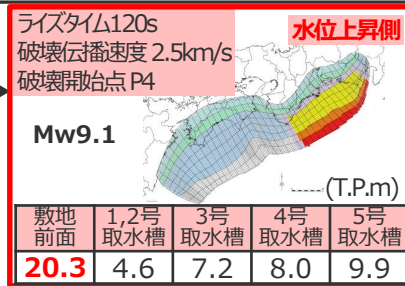 ライズタイム120s
破壊伝播速度 2.5km/s
破壊開始点 P4
水位上昇側
Mw9.1
(T.P.m)
敷地前面 1,2号取水槽 3号取水槽 4号取水槽 5号取水槽
20.3 4.6 7.2 8.0 9.9